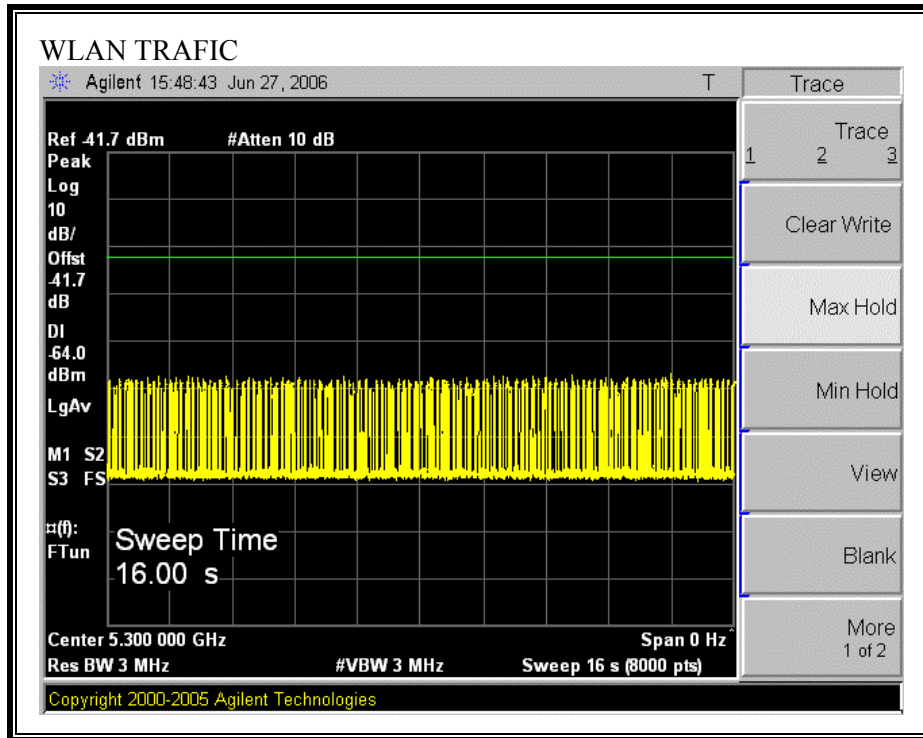 WLAN TRAFIC
Agilent 15:48:43 Jun 27, 2006 T
Trace
Ref -41.7 dBm #Atten 10 dB
Peak
Log
10
dB/
Offst
-41.7
dB
DI
-64.0
dBm
LgAv
M1 S2
S3 FS
¤(f):
FTun
Sweep Time
16.00 s
Center 5.300 000 GHz Span 0 Hz^
Res BW 3 MHz #VBW 3 MHz Sweep 16 s (8000 pts)
Copyright 2000-2005 Agilent Technologies
Trace
1 2 3
Clear Write
Max Hold
Min Hold
View
Blank
More
1 of 2